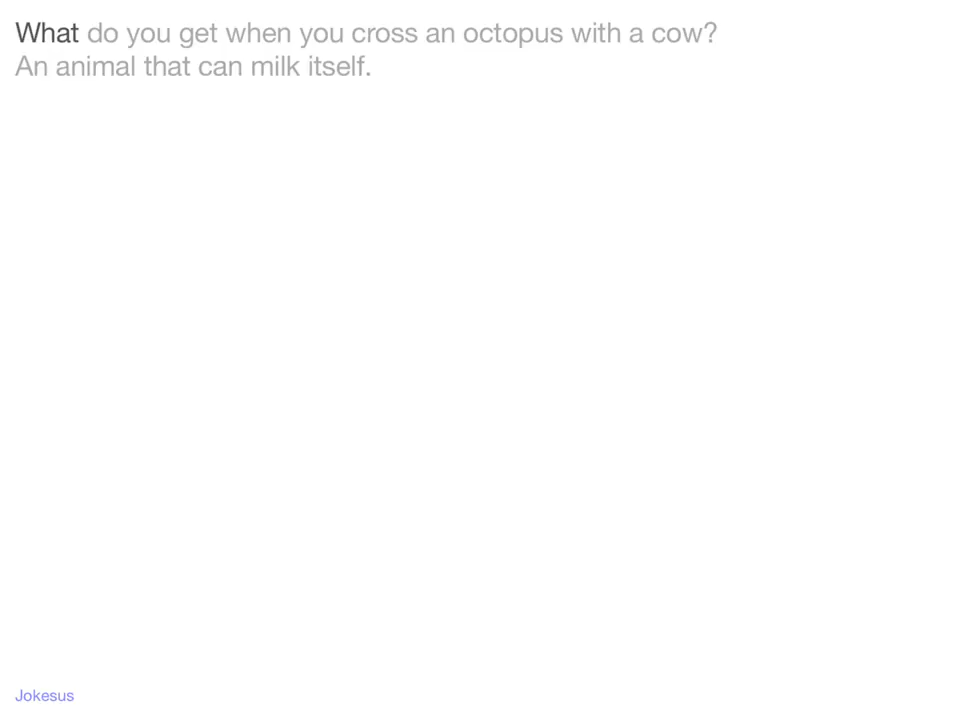 What do you get when you cross an octopus with a cow?
An animal that can milk itself.
Jokesus